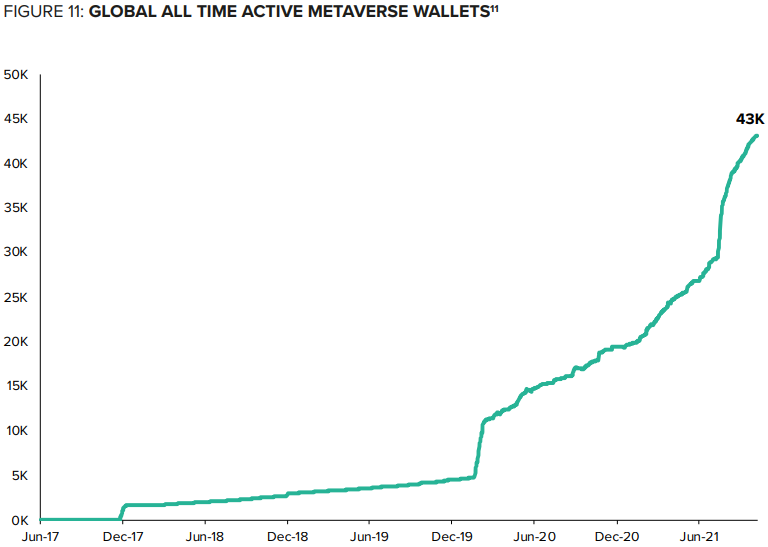 FIGURE 11: GLOBAL ALL TIME ACTIVE METAVERSE WALLETS¹¹
50K
43K
45K
40K
35K
30K
25K
20K
15K
10K
5K
0K
Jun-17 Dec-17 Jun-18 Dec-18 Jun-19 Dec-19 Jun-20 Dec-20 Jun-21